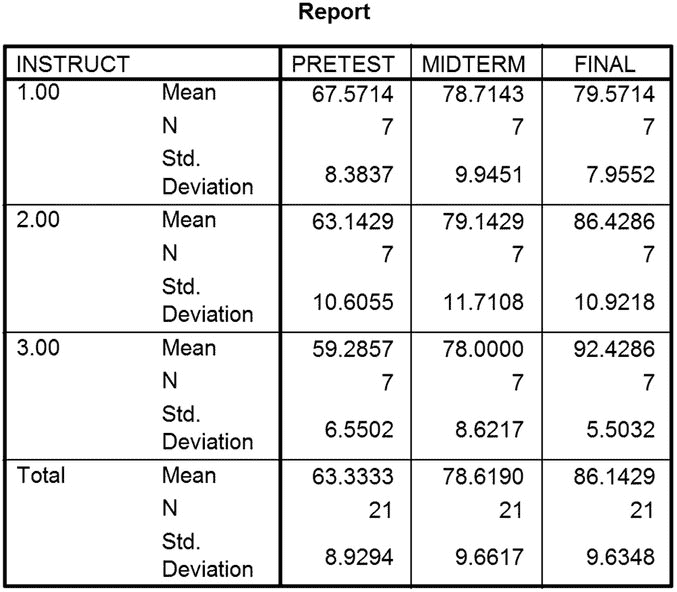 Report
INSTRUCT PRETEST MIDTERM FINAL
1.00 Mean 67.5714 78.7143 79.5714
N 7 7 7
Std.
Deviation 8.3837 9.9451 7.9552
2.00 Mean 63.1429 79.1429 86.4286
N 7 7 7
Std.
Deviation 10.6055 11.7108 10.9218
3.00 Mean 59.2857 78.0000 92.4286
N 7 7 7
Std.
Deviation 6.5502 8.6217 5.5032
Total Mean 63.3333 78.6190 86.1429
N 21 21 21
Std.
Deviation 8.9294 9.6617 9.6348